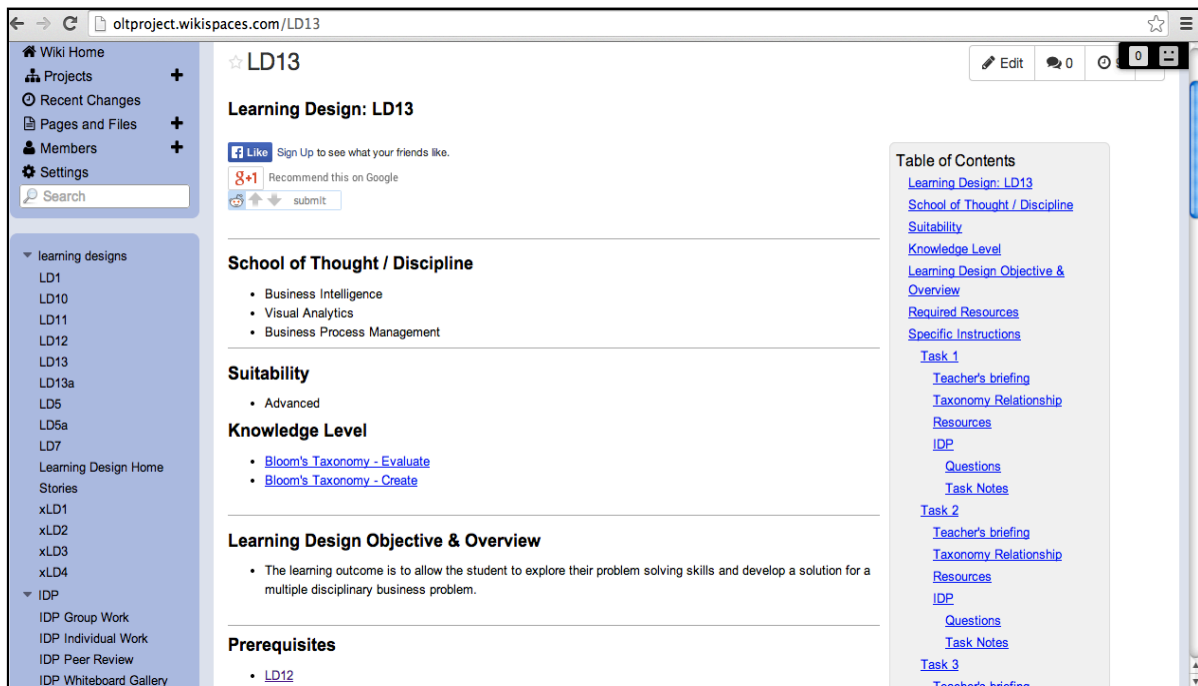 oltproject.wikispaces.com/LD13
Wiki Home
Projects
Recent Changes
Pages and Files
Members
Settings
Search
learning designs
LD1
LD10
LD11
LD12
LD13
LD13a
LD5
LD5a
LD7
Learning Design Home
Stories
xLD1
xLD2
xLD3
xLD4
IDP
IDP Group Work
IDP Individual Work
IDP Peer Review
IDP Whiteboard Gallery
LD13
Edit
0
0
Learning Design: LD13
Like Sign Up to see what your friends like.
g+1 Recommend this on Google
submit
School of Thought / Discipline
• Business Intelligence
• Visual Analytics
• Business Process Management
Suitability
• Advanced
Knowledge Level
• Bloom's Taxonomy - Evaluate
• Bloom's Taxonomy - Create
Learning Design Objective & Overview
• The learning outcome is to allow the student to explore their problem solving skills and develop a solution for a
multiple disciplinary business problem.
Prerequisites
• LD12
Table of Contents
Learning Design: LD13
School of Thought / Discipline
Suitability
Knowledge Level
Learning Design Objective &
Overview
Required Resources
Specific Instructions
Task 1
Teacher's briefing
Taxonomy Relationship
Resources
IDP
Questions
Task Notes
Task 2
Teacher's briefing
Taxonomy Relationship
Resources
IDP
Questions
Task Notes
Task 3
Teacher's briefing